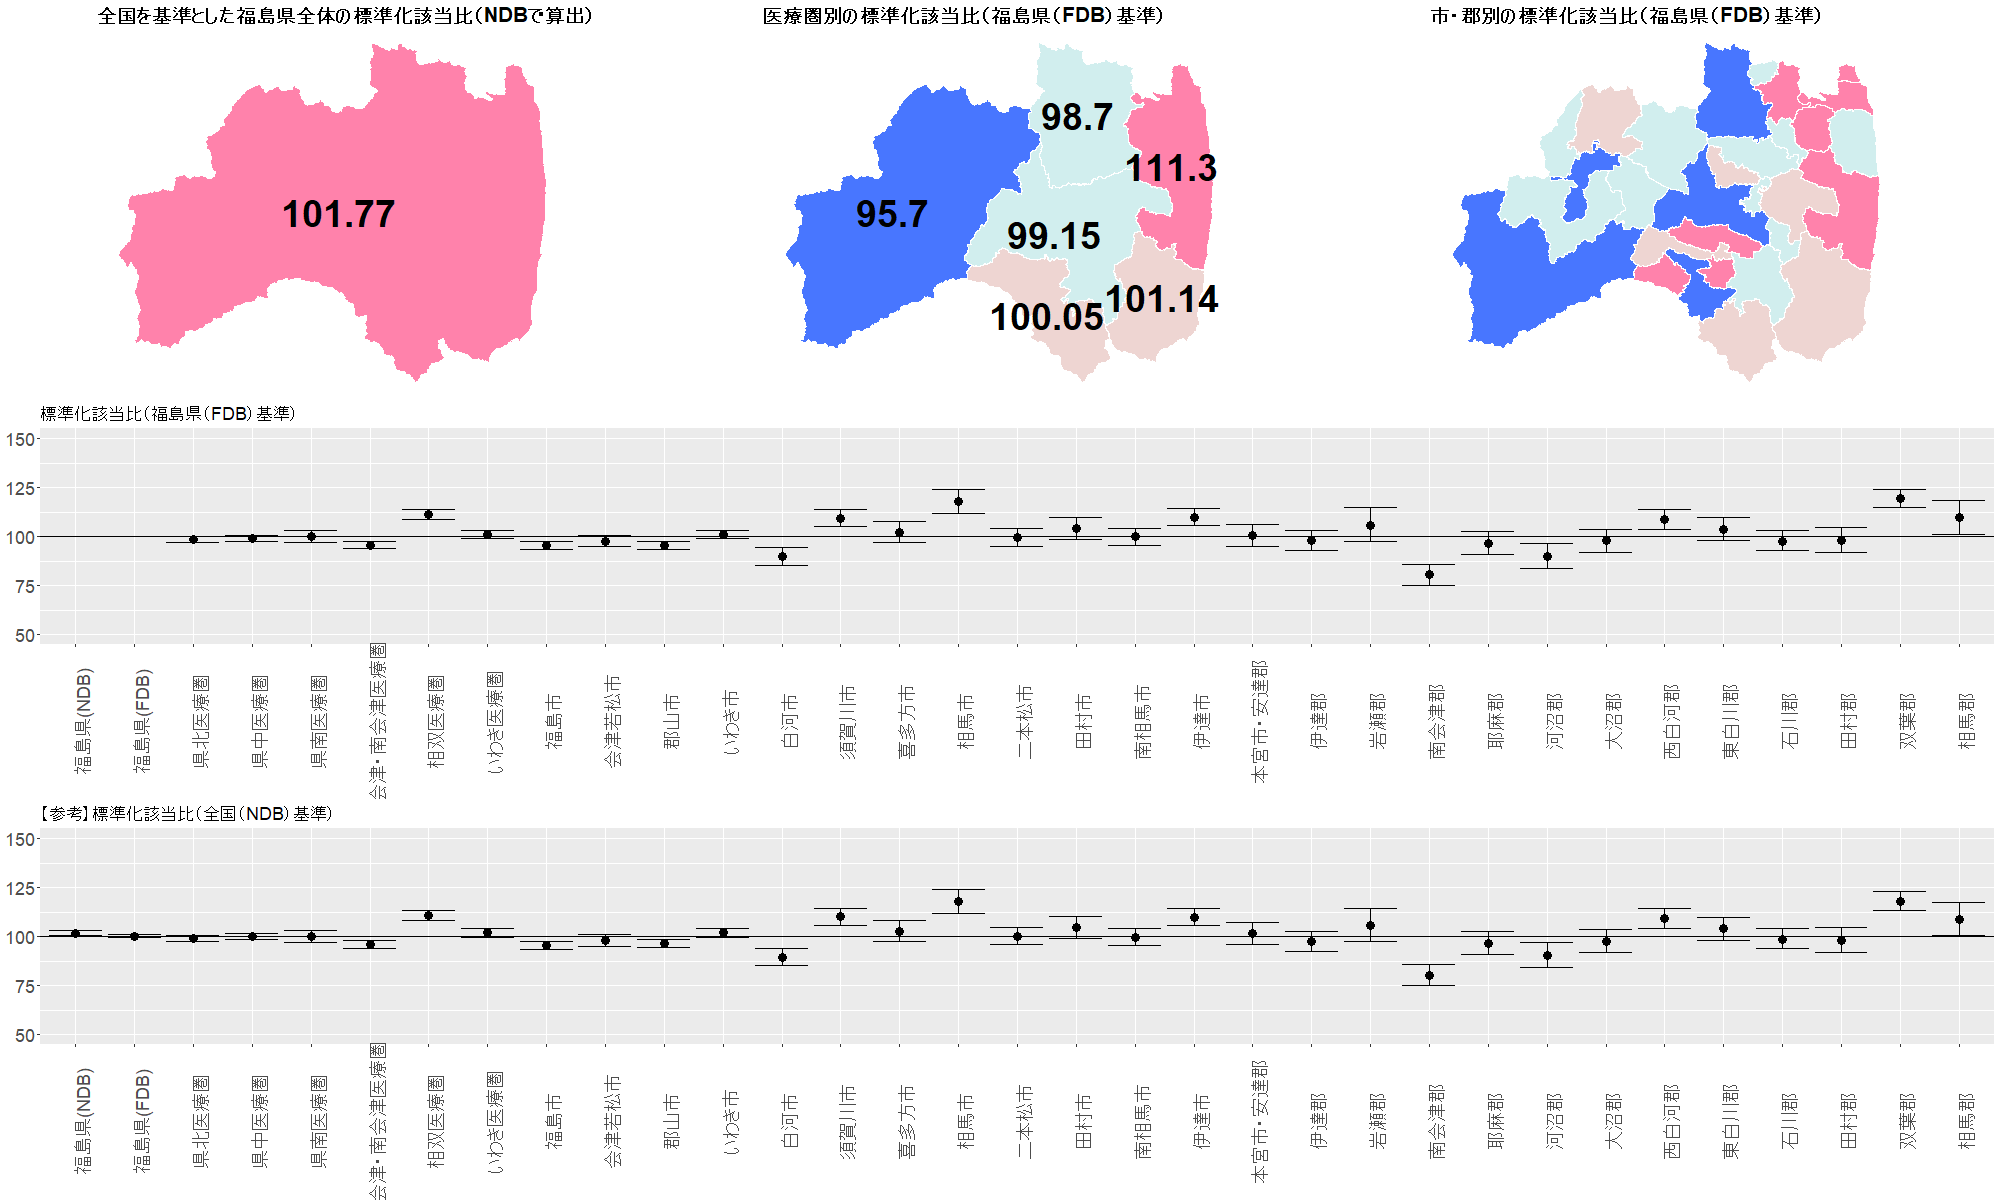 全国を基準とした福島県全体の標準化該当比（NDBで算出）
医療圏別の標準化該当比（福島県（FDB）基準）
市・郡別の標準化該当比（福島県（FDB）基準）
101.77
98.7
111.3
95.7
99.15
101.14
100.05
標準化該当比（福島県（FDB）基準）
150
125
100
75
50
福島県(NDB)
福島県(FDB)
県北医療圏
県中医療圏
県南医療圏
会津・南会津医療圏
相双医療圏
いわき医療圏
福島市
会津若松市
郡山市
いわき市
白河市
須賀川市
喜多方市
相馬市
二本松市
田村市
南相馬市
伊達市
本宮市・安達郡
伊達郡
岩瀬郡
南会津郡
耶麻郡
河沼郡
大沼郡
西白河郡
東白川郡
石川郡
田村郡
双葉郡
相馬郡
【参考】標準化該当比（全国（NDB）基準）
150
125
100
75
50
福島県(NDB)
福島県(FDB)
県北医療圏
県中医療圏
県南医療圏
会津・南会津医療圏
相双医療圏
いわき医療圏
福島市
会津若松市
郡山市
いわき市
白河市
須賀川市
喜多方市
相馬市
二本松市
田村市
南相馬市
伊達市
本宮市・安達郡
伊達郡
岩瀬郡
南会津郡
耶麻郡
河沼郡
大沼郡
西白河郡
東白川郡
石川郡
田村郡
双葉郡
相馬郡